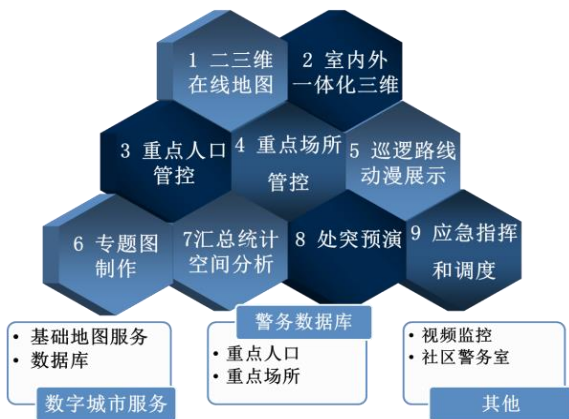 1 二三维
在线地图
2 室内外
一体化三维
3 重点人口
管控
4 重点场所
管控
5 巡逻路线
动漫展示
6 专题图
制作
7汇总统计
空间分析
8 处突预演
9 应急指挥
和调度
• 基础地图服务
• 数据库
数字城市服务
警务数据库
• 重点人口
• 重点场所
• 视频监控
• 社区警务室
其他